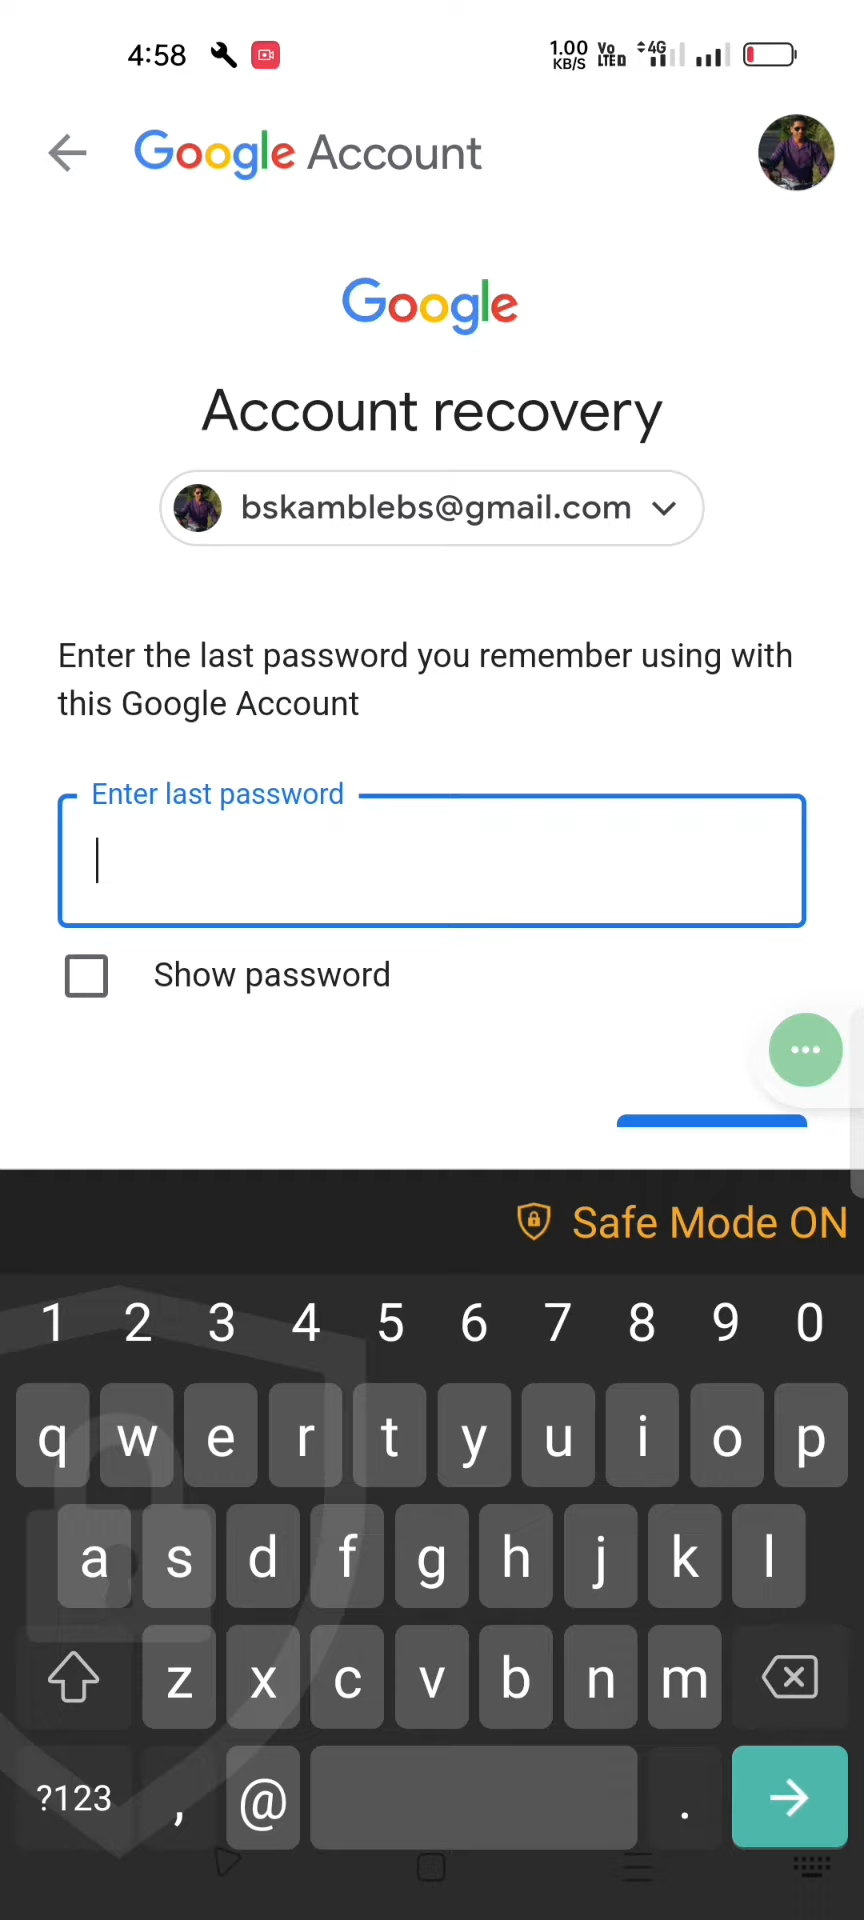 4:58 1.00 KB/S Vo LTE 4G
Google Account
Google
Account recovery
bskamblebs@gmail.com
Enter the last password you remember using with
this Google Account
Enter last password
Show password
Safe Mode ON
1 2 3 4 5 6 7 8 9 0
q w e r t y u i o p
a s d f g h j k l
z x c v b n m
?123 , @ .